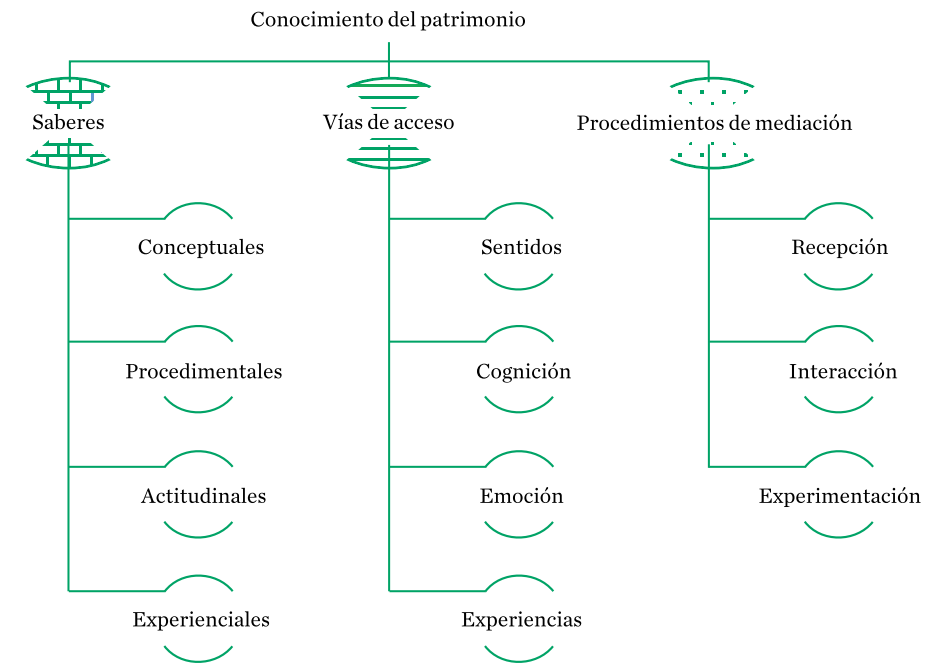 Conocimiento del patrimonio
Saberes
Vías de acceso
Procedimientos de mediación
Conceptuales
Sentidos
Recepción
Procedimentales
Cognición
Interacción
Actitudinales
Emoción
Experimentación
Experienciales
Experiencias